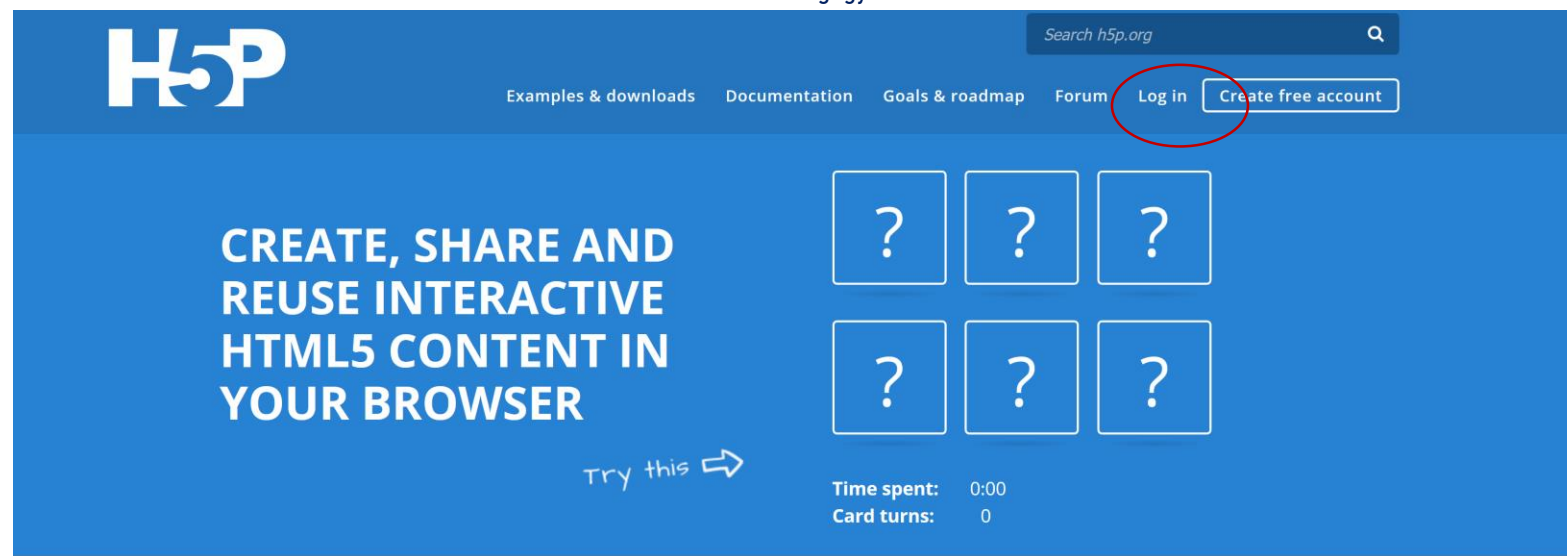 H5P
Search h5p.org
Examples & downloads Documentation Goals & roadmap Forum Log in Create free account
CREATE, SHARE AND
REUSE INTERACTIVE
HTML5 CONTENT IN
YOUR BROWSER
Try this
? ? ?
? ? ?
Time spent: 0:00
Card turns: 0